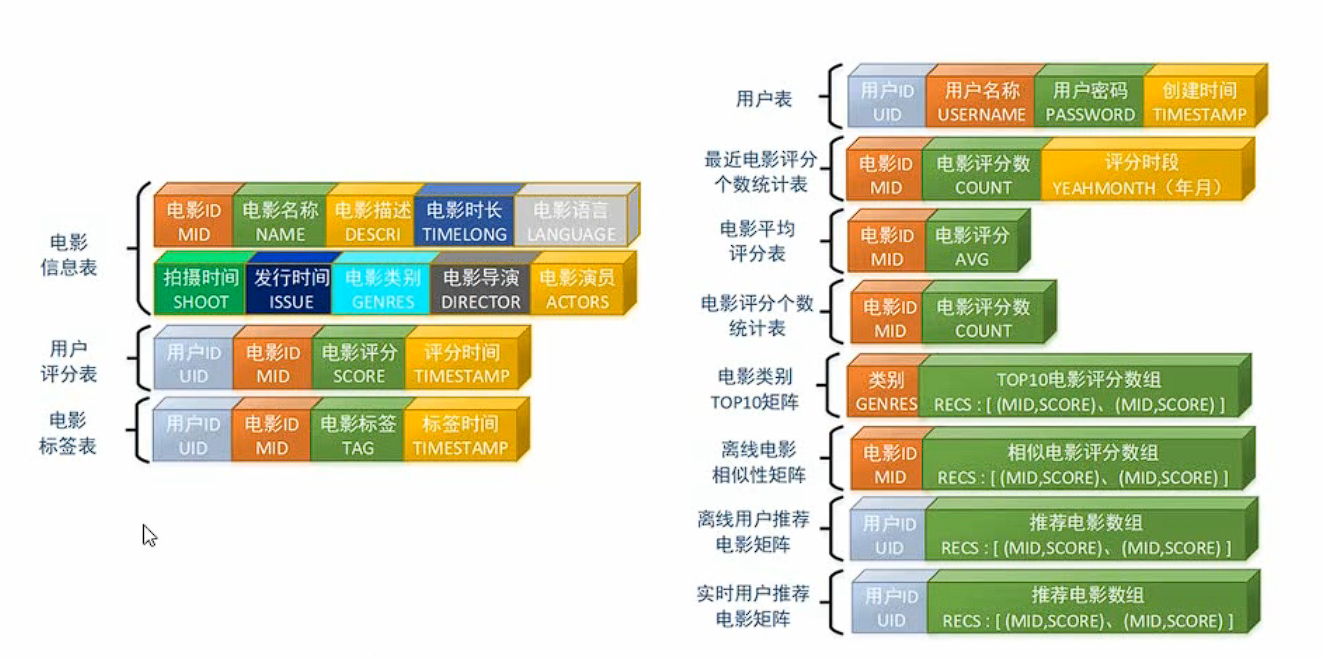 电影
信息表
电影ID 电影名称 电影描述 电影时长 电影语言
MID NAME DESCRI TIMELONG LANGUAGE
拍摄时间 发行时间 电影类别 电影导演 电影演员
SHOOT ISSUE GENRES DIRECTOR ACTORS
用户
评分表
用户ID 电影ID 电影评分 评分时间
UID MID SCORE TIMESTAMP
电影
标签表
用户ID 电影ID 电影标签 标签时间
UID MID TAG TIMESTAMP
用户表
用户ID 用户名称 用户密码 创建时间
UID USERNAME PASSWORD TIMESTAMP
最近电影评分
个数统计表
电影ID 电影评分数 评分时段
MID COUNT YEAHMONTH（年月）
电影平均
评分表
电影ID 电影评分
MID AVG
电影评分个数
统计表
电影ID 电影评分数
MID COUNT
电影类别
TOP10矩阵
类别 TOP10电影评分数组
GENRES RECS : [ (MID,SCORE)、(MID,SCORE) ]
离线电影
相似性矩阵
电影ID 相似电影评分数组
MID RECS : [ (MID,SCORE)、(MID,SCORE) ]
离线用户推荐
电影矩阵
用户ID 推荐电影数组
UID RECS : [ (MID,SCORE)、(MID,SCORE) ]
实时用户推荐
电影矩阵
用户ID 推荐电影数组
UID RECS : [ (MID,SCORE)、(MID,SCORE) ]